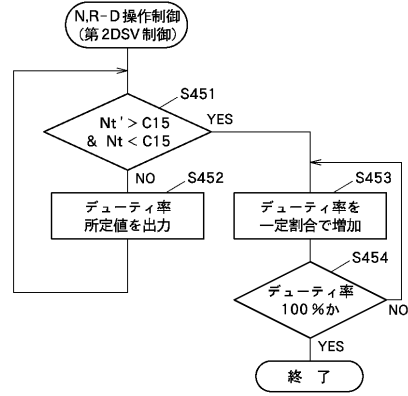 N,R-D操作制御
(第2DSV制御)
S451
Nt'>C15
& Nt<C15
YES
NO
S452
デューティ率
所定値を出力
S453
デューティ率を
一定割合で増加
S454
デューティ率
100%か
NO
YES
終 了